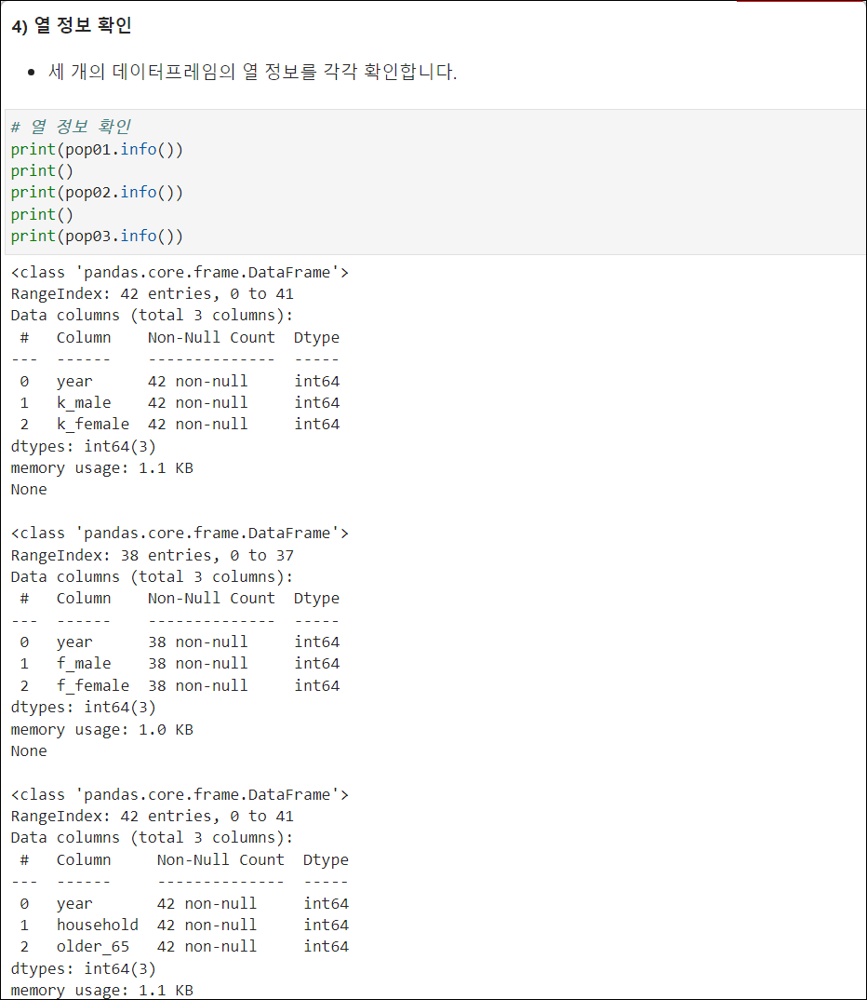 4) 열 정보 확인
• 세 개의 데이터프레임의 열 정보를 각각 확인합니다.
# 열 정보 확인
print(pop01.info())
print()
print(pop02.info())
print()
print(pop03.info())
<class 'pandas.core.frame.DataFrame'>
RangeIndex: 42 entries, 0 to 41
Data columns (total 3 columns):
 #   Column    Non-Null Count  Dtype
---  ------    --------------  -----
 0   year      42 non-null     int64
 1   k_male    42 non-null     int64
 2   k_female  42 non-null     int64
dtypes: int64(3)
memory usage: 1.1 KB
None
<class 'pandas.core.frame.DataFrame'>
RangeIndex: 38 entries, 0 to 37
Data columns (total 3 columns):
 #   Column    Non-Null Count  Dtype
---  ------    --------------  -----
 0   year      38 non-null     int64
 1   f_male    38 non-null     int64
 2   f_female  38 non-null     int64
dtypes: int64(3)
memory usage: 1.0 KB
None
<class 'pandas.core.frame.DataFrame'>
RangeIndex: 42 entries, 0 to 41
Data columns (total 3 columns):
 #   Column     Non-Null Count  Dtype
---  ------     --------------  -----
 0   year       42 non-null     int64
 1   household  42 non-null     int64
 2   older_65   42 non-null     int64
dtypes: int64(3)
memory usage: 1.1 KB